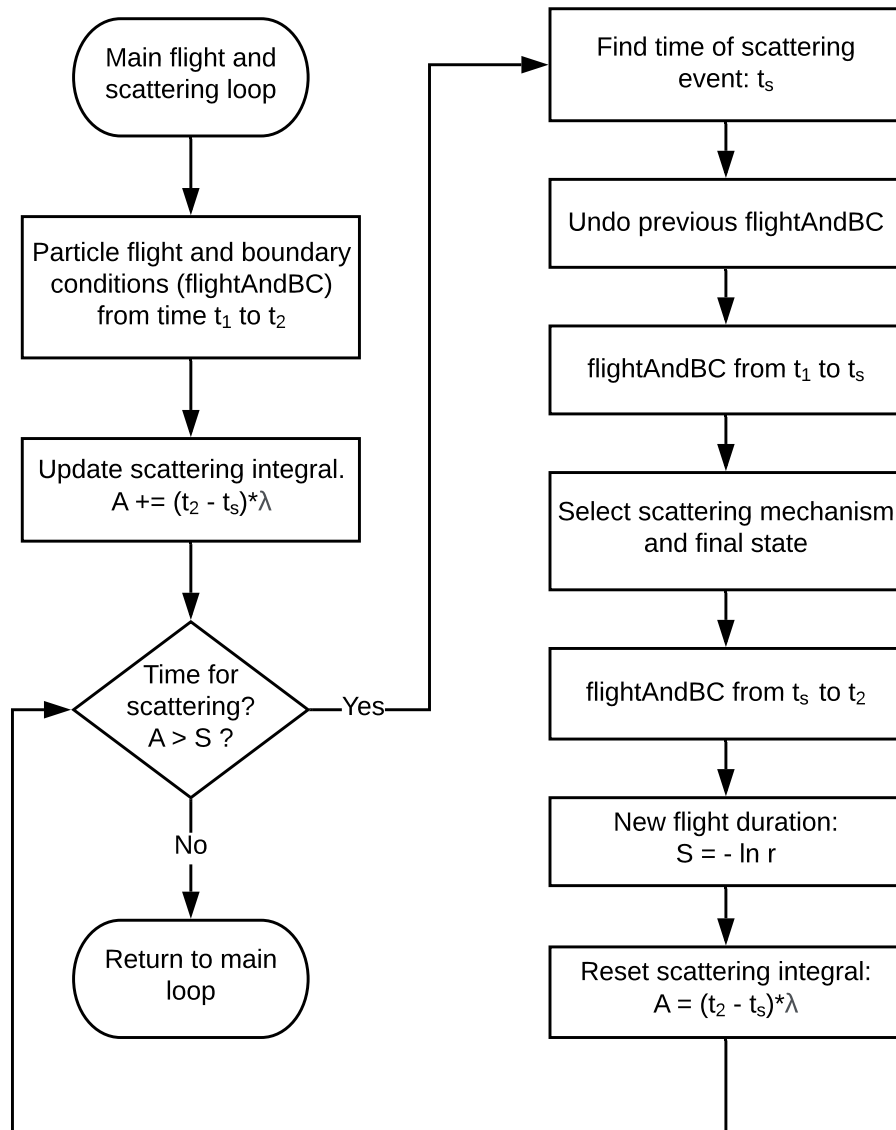 Main flight and
scattering loop
Particle flight and boundary
conditions (flightAndBC)
from time t₁ to t₂
Update scattering integral.
A += (t₂ - tₛ)*λ
Time for
scattering?
A > S ?
Yes
No
Return to main
loop
Find time of scattering
event: tₛ
Undo previous flightAndBC
flightAndBC from t₁ to tₛ
Select scattering mechanism
and final state
flightAndBC from tₛ to t₂
New flight duration:
S = - ln r
Reset scattering integral:
A = (t₂ - tₛ)*λ